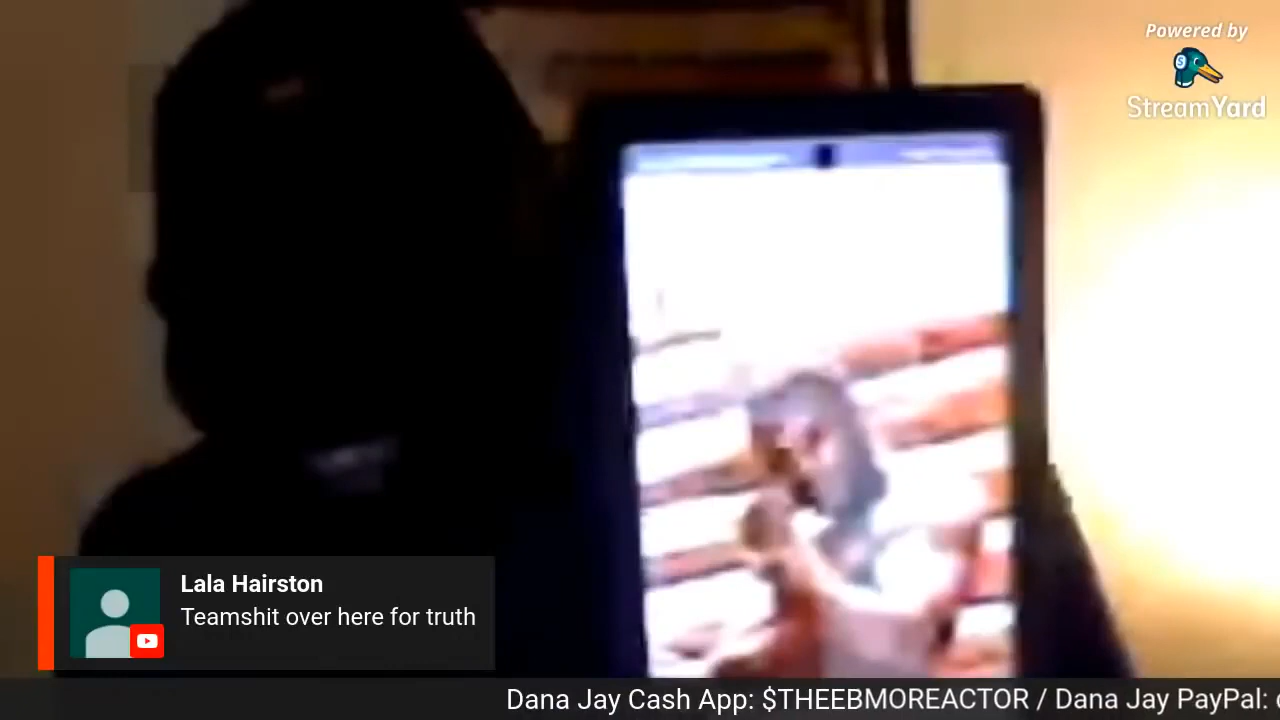 Powered by
StreamYard
Lala Hairston
Teamshit over here for truth
Dana Jay Cash App: $THEEBMOREACTOR / Dana Jay PayPal: